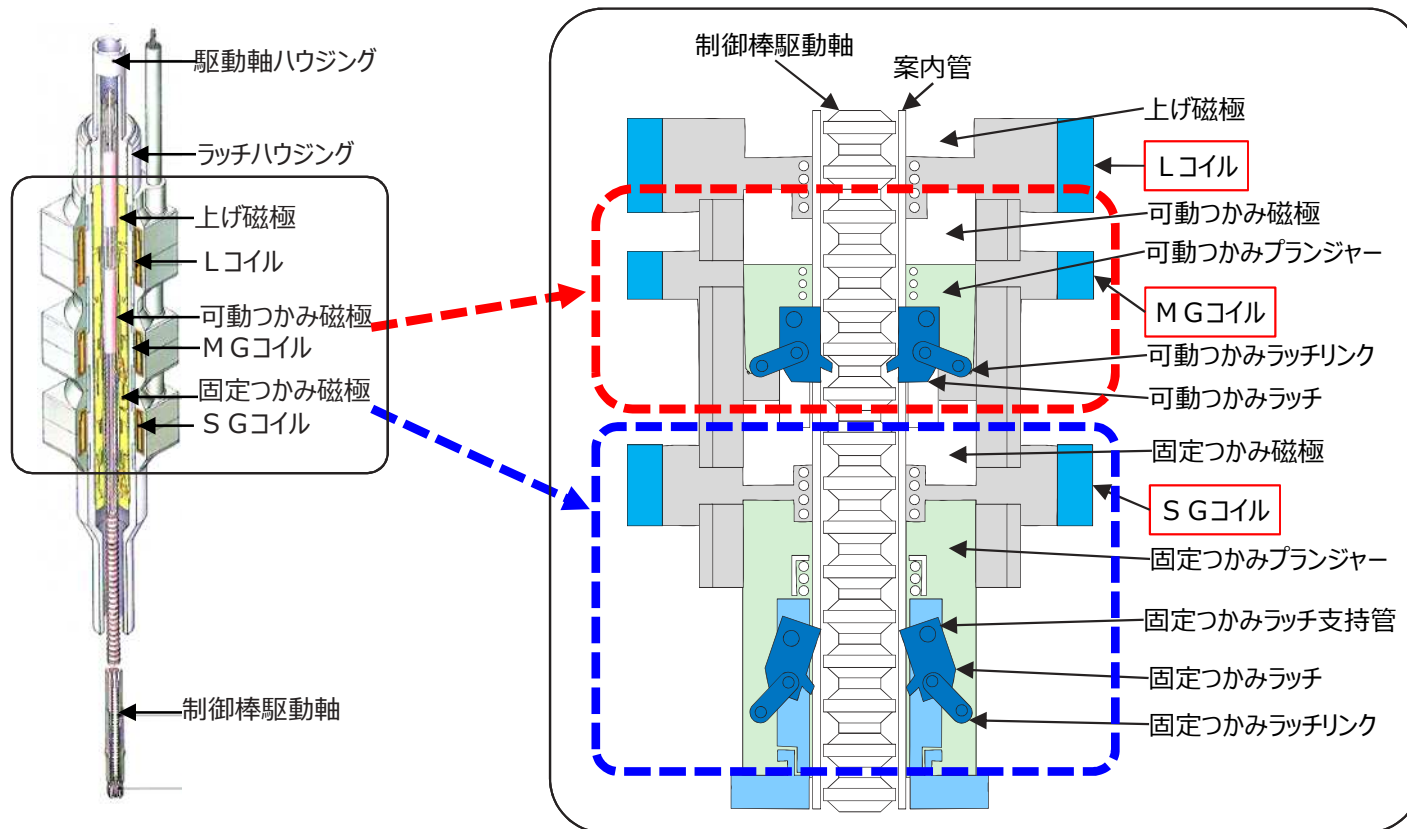 駆動軸ハウジング
ラッチハウジング
上げ磁極
Lコイル
可動つかみ磁極
MGコイル
固定つかみ磁極
SGコイル
制御棒駆動軸
制御棒駆動軸
案内管
上げ磁極
Lコイル
可動つかみ磁極
可動つかみプランジャー
MGコイル
可動つかみラッチリンク
可動つかみラッチ
固定つかみ磁極
SGコイル
固定つかみプランジャー
固定つかみラッチ支持管
固定つかみラッチ
固定つかみラッチリンク